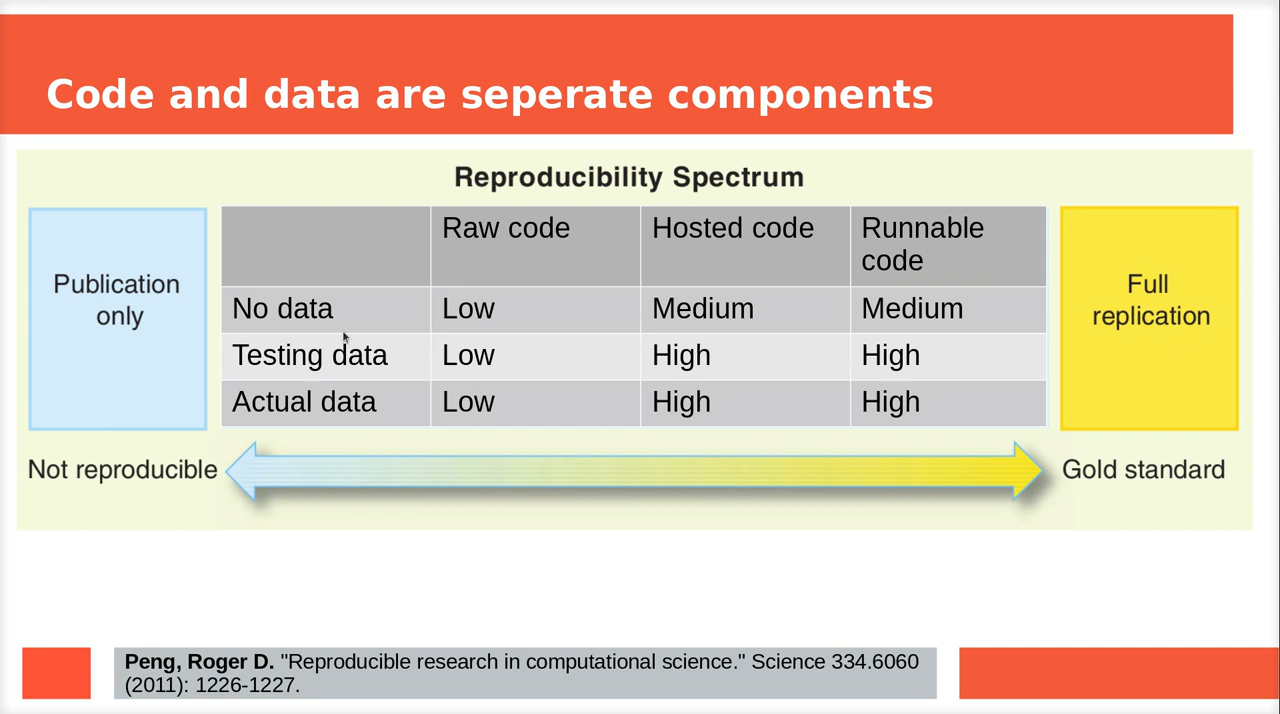 Code and data are seperate components
Reproducibility Spectrum
Publication
only
Raw code Hosted code Runnable
code
No data Low Medium Medium
Testing data Low High High
Actual data Low High High
Full
replication
Not reproducible
Gold standard
Peng, Roger D. "Reproducible research in computational science." Science 334.6060
(2011): 1226-1227.